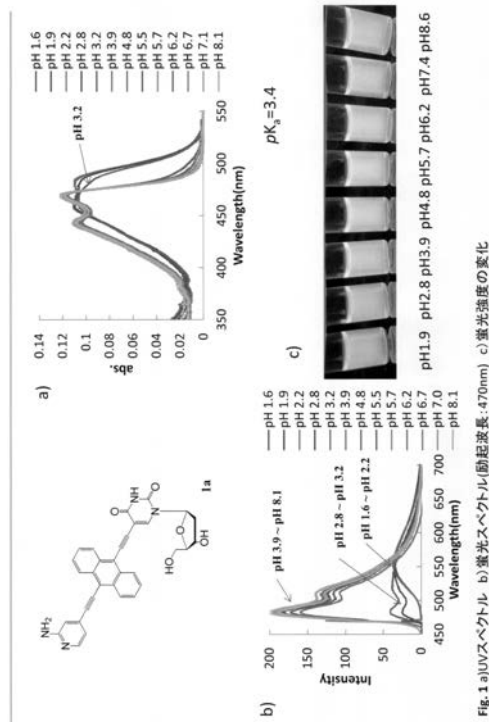 NH₂
N
O
NH
N
O
HO
O
OH
1a
a)
abs.
0.14
0.12
0.1
0.08
0.06
0.04
0.02
0
350
400
450
500
550
Wavelength(nm)
pH 3.2
pH 1.6
pH 1.9
pH 2.2
pH 2.8
pH 3.2
pH 3.9
pH 4.8
pH 5.5
pH 5.7
pH 6.2
pH 6.7
pH 7.1
pH 8.1
b)
Intensity
200
150
100
50
0
450
500
550
600
650
700
Wavelength(nm)
pH 3.9 ~ pH 8.1
pH 2.8 ~ pH 3.2
pH 1.6 ~ pH 2.2
pH 1.6
pH 1.9
pH 2.2
pH 2.8
pH 3.2
pH 3.9
pH 4.8
pH 5.5
pH 5.7
pH 6.2
pH 6.7
pH 7.0
pH 8.1
c)
pKa=3.4
pH1.9 pH2.8 pH3.9 pH4.8 pH5.7 pH6.2 pH7.4 pH8.6
Fig. 1 a)UVスペクトル b)蛍光スペクトル(励起波長:470nm) c)蛍光強度の変化